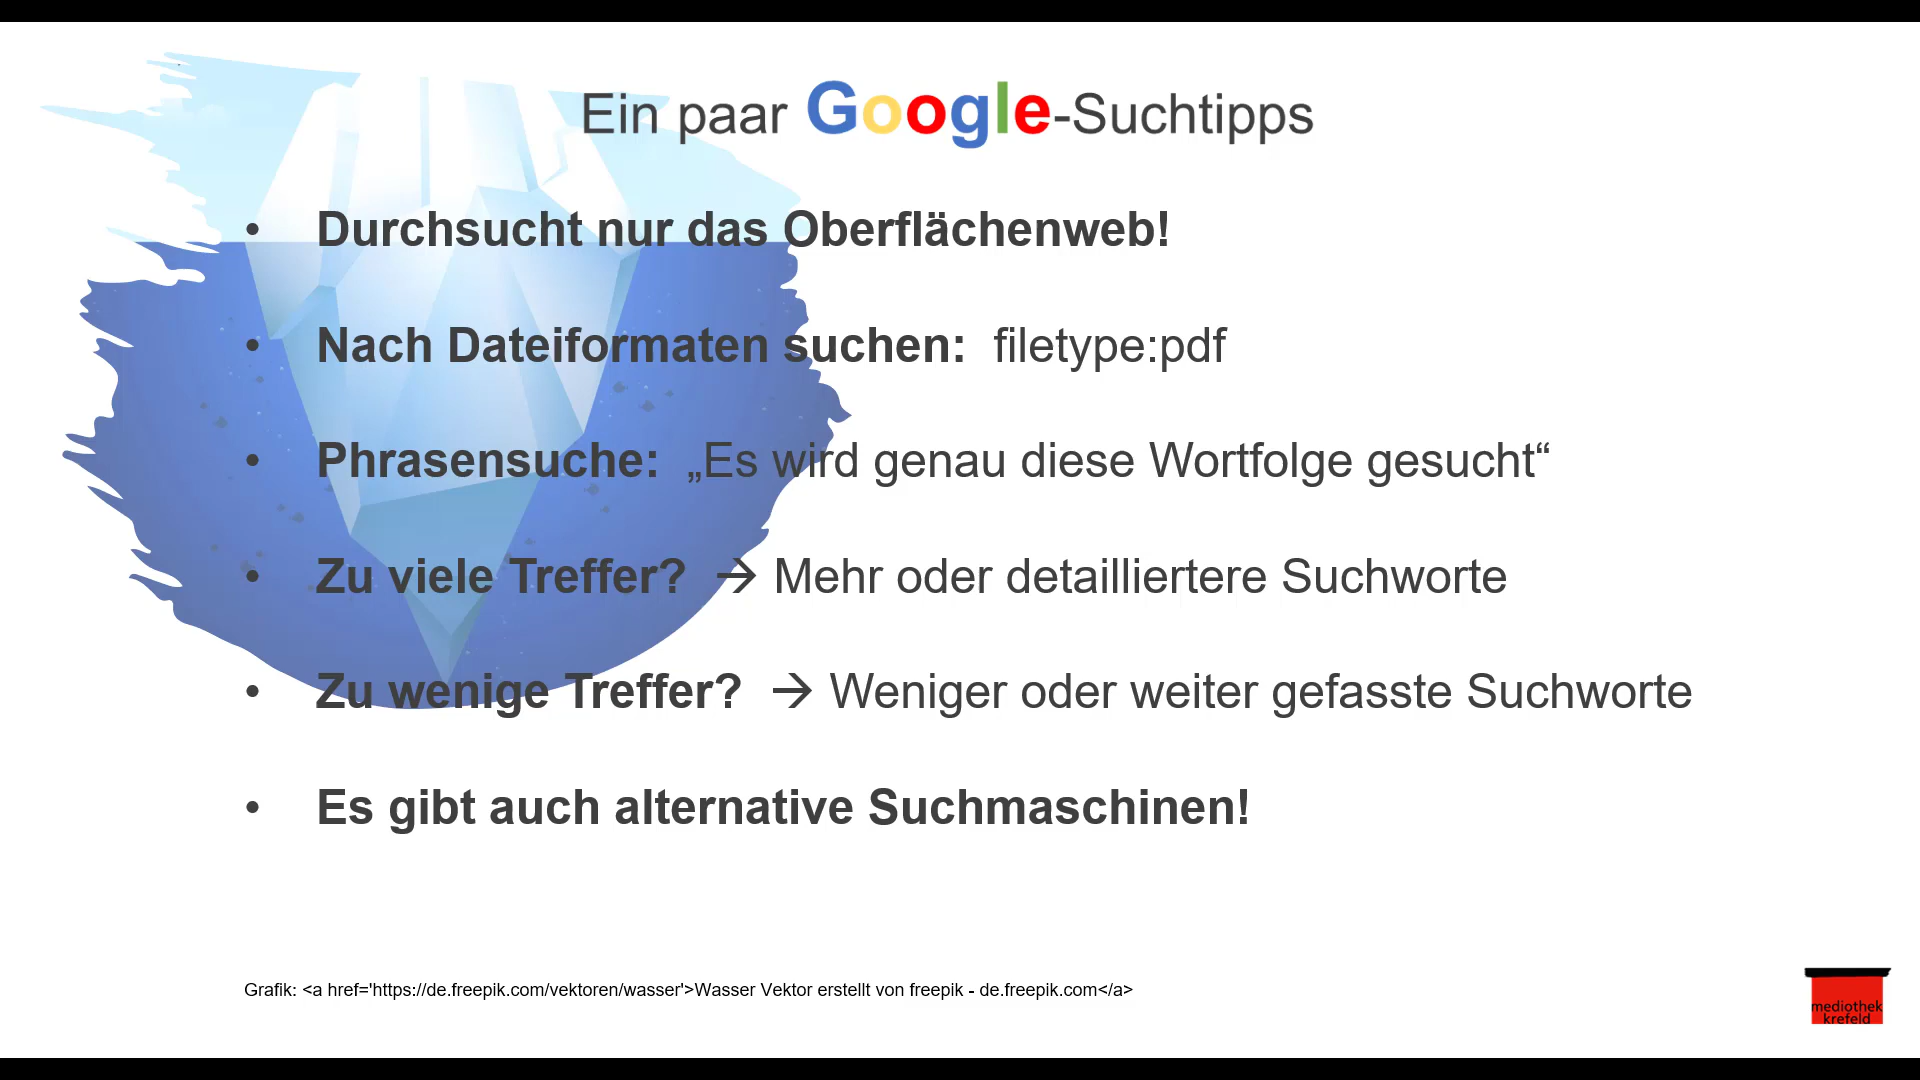 Ein paar Google-Suchtipps
• Durchsucht nur das Oberflächenweb!
• Nach Dateiformaten suchen: filetype:pdf
• Phrasensuche: „Es wird genau diese Wortfolge gesucht“
• Zu viele Treffer? → Mehr oder detailliertere Suchworte
• Zu wenige Treffer? → Weniger oder weiter gefasste Suchworte
• Es gibt auch alternative Suchmaschinen!
Grafik: <a href='https://de.freepik.com/vektoren/wasser'>Wasser Vektor erstellt von freepik - de.freepik.com</a>
mediothek
krefeld